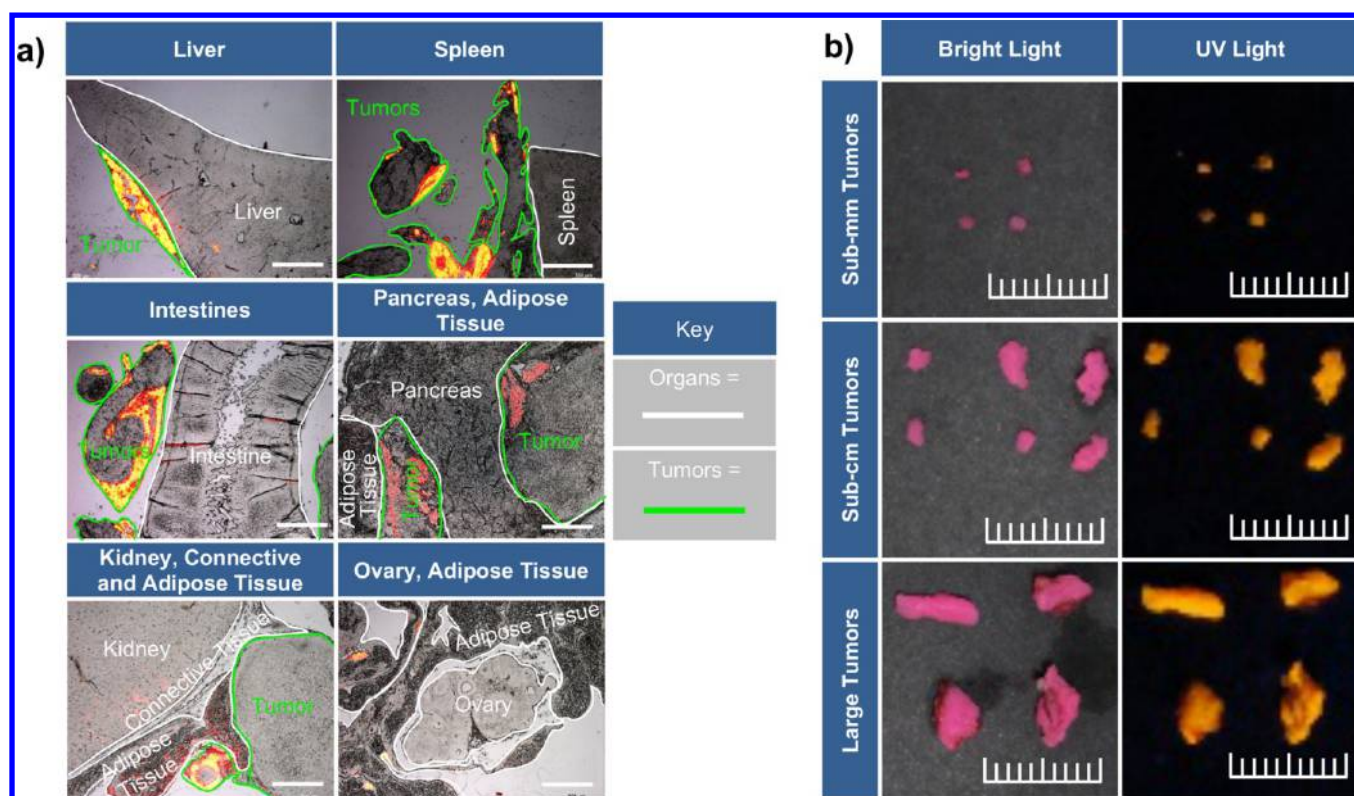 a)
Liver
Spleen
Tumor
Liver
Tumors
Spleen
Intestines
Pancreas, Adipose
Tissue
Tumors
Intestine
Pancreas
Adipose
Tissue
Tumor
Tumor
Key
Organs =
Tumors =
Kidney, Connective
and Adipose Tissue
Ovary, Adipose Tissue
Kidney
Connective Tissue
Adipose
Tissue
Tumor
Adipose Tissue
Ovary
b)
Bright Light
UV Light
Sub-mm Tumors
Sub-cm Tumors
Large Tumors